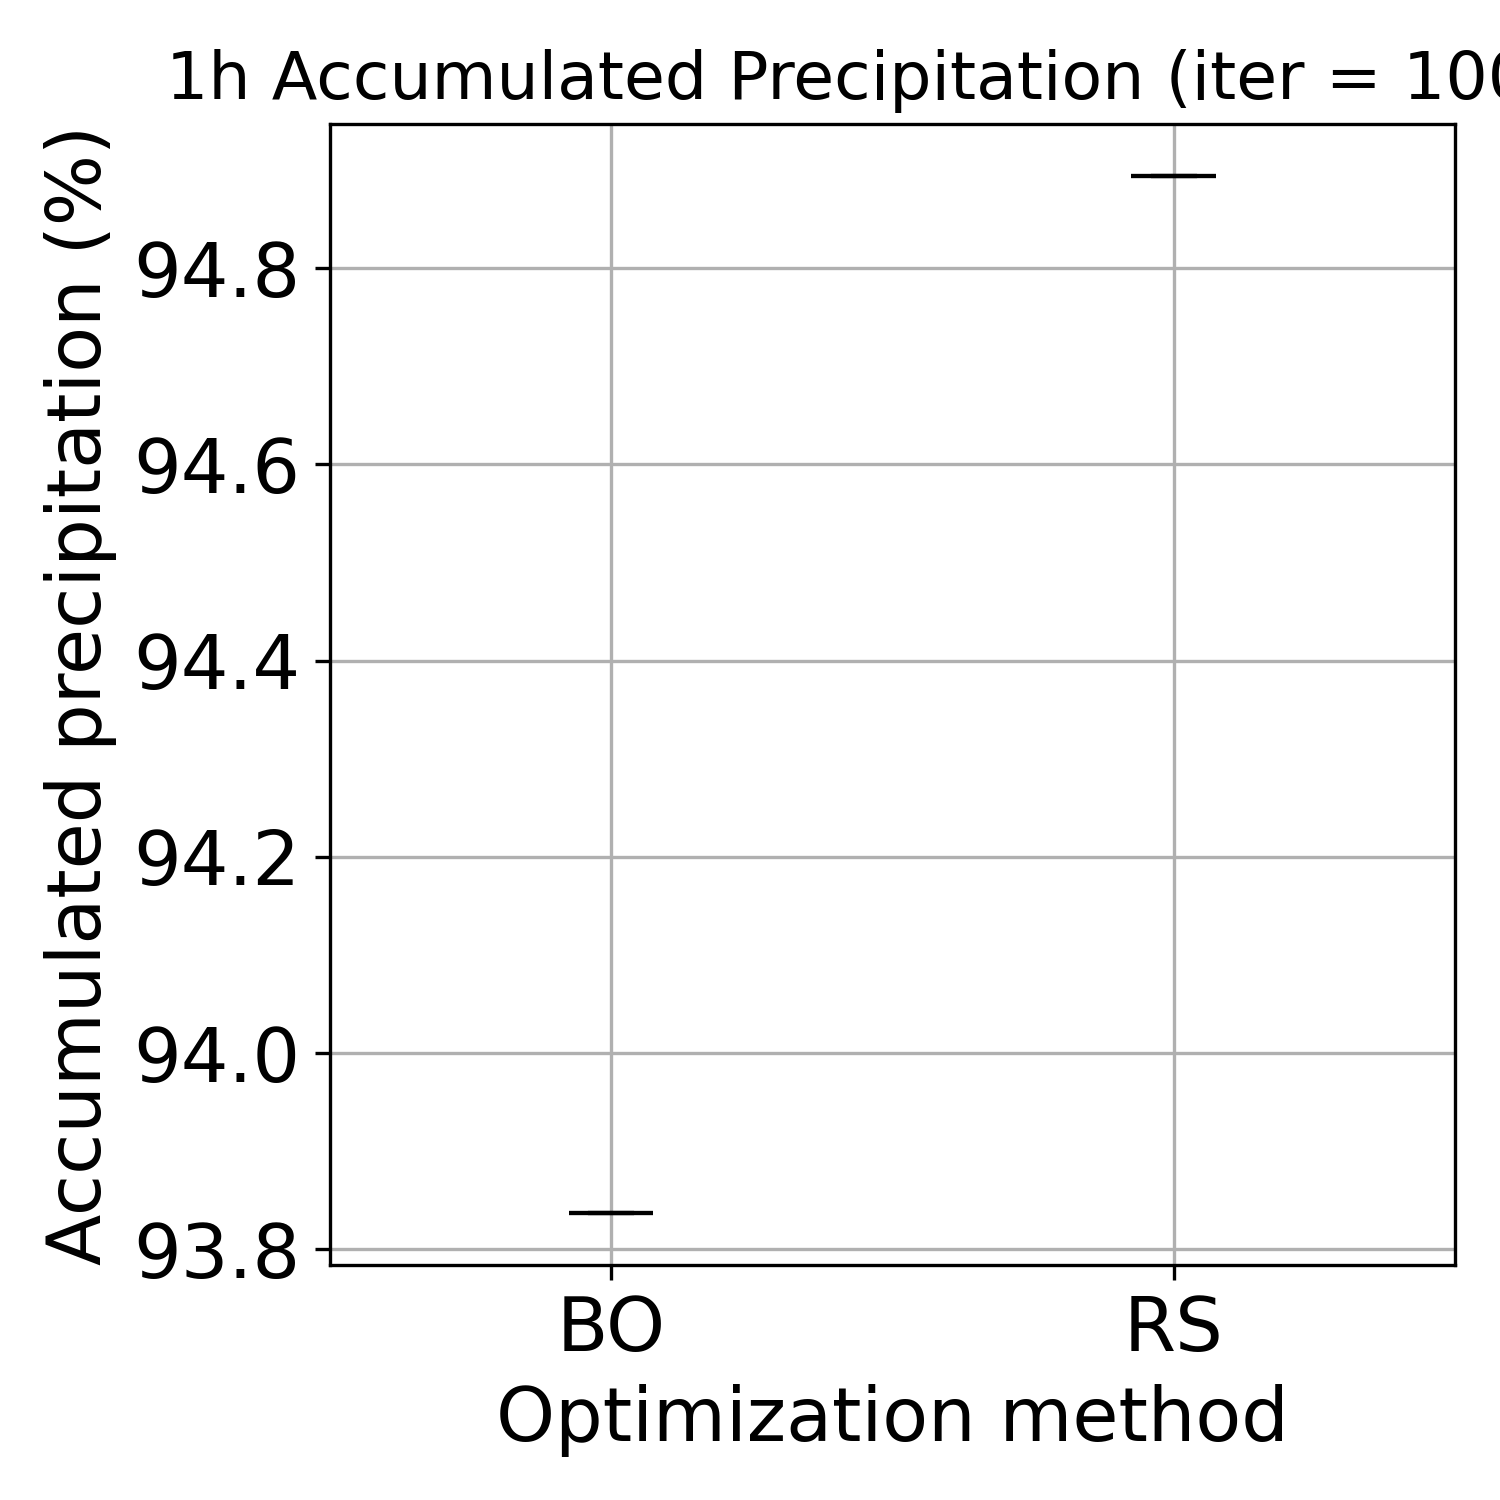 1h Accumulated Precipitation (iter = 100
Accumulated precipitation (%)
94.8
94.6
94.4
94.2
94.0
93.8
BO RS
Optimization method